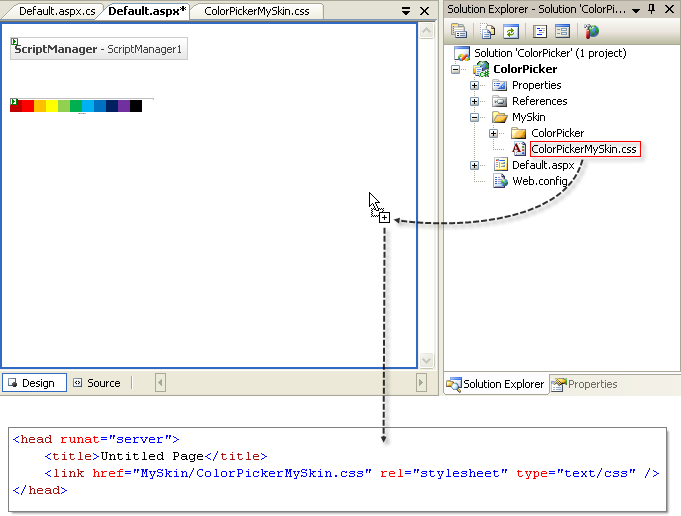 Default.aspx.cs
Default.aspx*
ColorPickerMySkin.css
ScriptManager - ScriptManager1
Design
Source
Solution Explorer - Solution 'ColorPi...
Solution 'ColorPicker' (1 project)
ColorPicker
Properties
References
MySkin
ColorPicker
ColorPickerMySkin.css
Default.aspx
Web.config
Solution Explorer
Properties
<head runat="server">
<title>Untitled Page</title>
<link href="MySkin/ColorPickerMySkin.css" rel="stylesheet" type="text/css" />
</head>